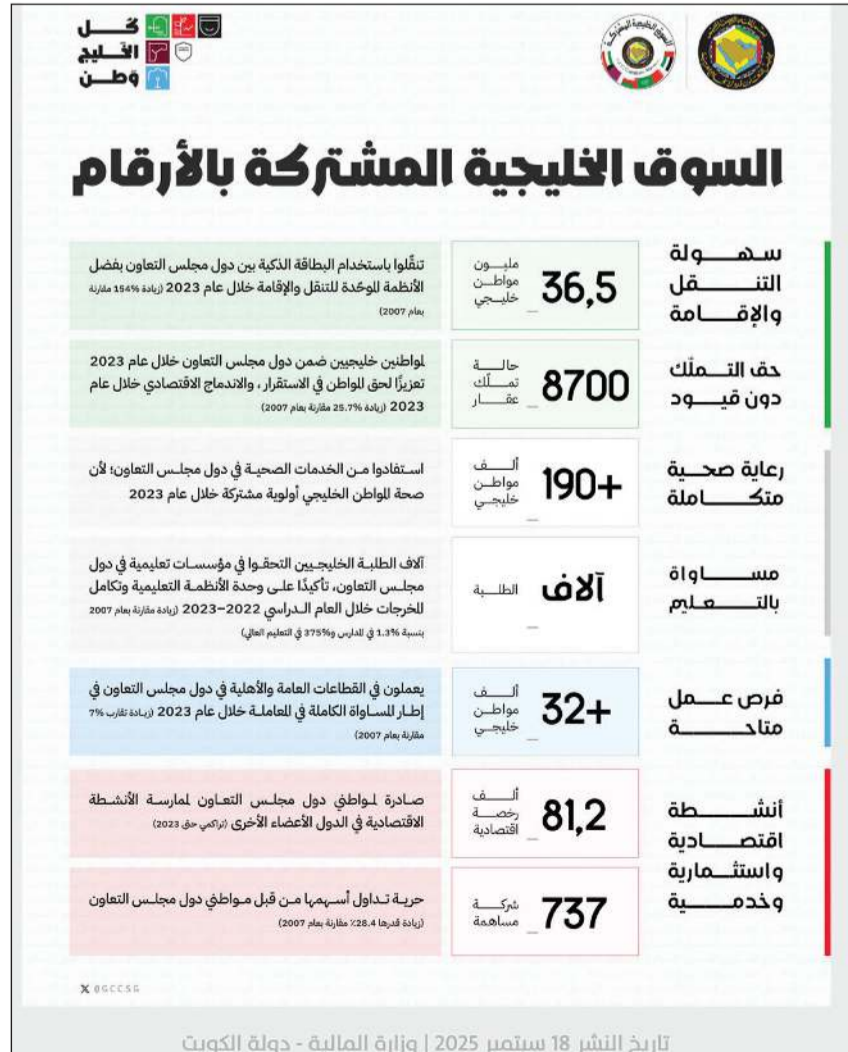 كل
الخليج
وطن
السوق الخليجية المشتركة
السوق الخليجية المشتركة بالأرقام
سهولة
التنقل
والإقامة
36,5
مليون
مواطن
خليجي
تنقّلوا باستخدام البطاقة الذكية بين دول مجلس التعاون بفضل
الأنظمة الموحّدة للتنقل والإقامة خلال عام 2023 (زيادة 154% مقارنة
بعام 2007)
حق التملّك
دون قيود
8700
حالة
تملّك
عقار
لمواطنين خليجيين ضمن دول مجلس التعاون خلال عام 2023
تعزيزًا لحق المواطن في الاستقرار، والاندماج الاقتصادي خلال عام
2023 (زيادة 25.7% مقارنة بعام 2007)
رعاية صحية
متكاملة
190+
ألف
مواطن
خليجي
استفادوا من الخدمات الصحية في دول مجلس التعاون؛ لأن
صحة المواطن الخليجي أولوية مشتركة خلال عام 2023
مساواة
بالتعليم
آلاف
الطلبة
آلاف الطلبة الخليجيين التحقوا في مؤسسات تعليمية في دول
مجلس التعاون، تأكيدًا على وحدة الأنظمة التعليمية وتكامل
المخرجات خلال العام الدراسي 2022–2023 (زيادة مقارنة بعام 2007
بنسبة 1.3% في المدارس و375% في التعليم العالي)
فرص عمل
متاحة
32+
ألف
مواطن
خليجي
يعملون في القطاعات العامة والأهلية في دول مجلس التعاون في
إطار المساواة الكاملة في المعاملة خلال عام 2023 (زيادة تقارب 7%
مقارنة بعام 2007)
أنشطة
اقتصادية
واستثمارية
وخدمية
81,2
ألف
رخصة
اقتصادية
صادرة لمواطني دول مجلس التعاون لممارسة الأنشطة
الاقتصادية في الدول الأعضاء الأخرى (تراكمي حتى 2023)
737
شركة
مساهمة
حرية تداول أسهمها من قبل مواطني دول مجلس التعاون
(زيادة قدرها 28.4٪ مقارنة بعام 2007)
X @GCCSG
تاريخ النشر 18 سبتمبر 2025 | وزارة المالية - دولة الكويت